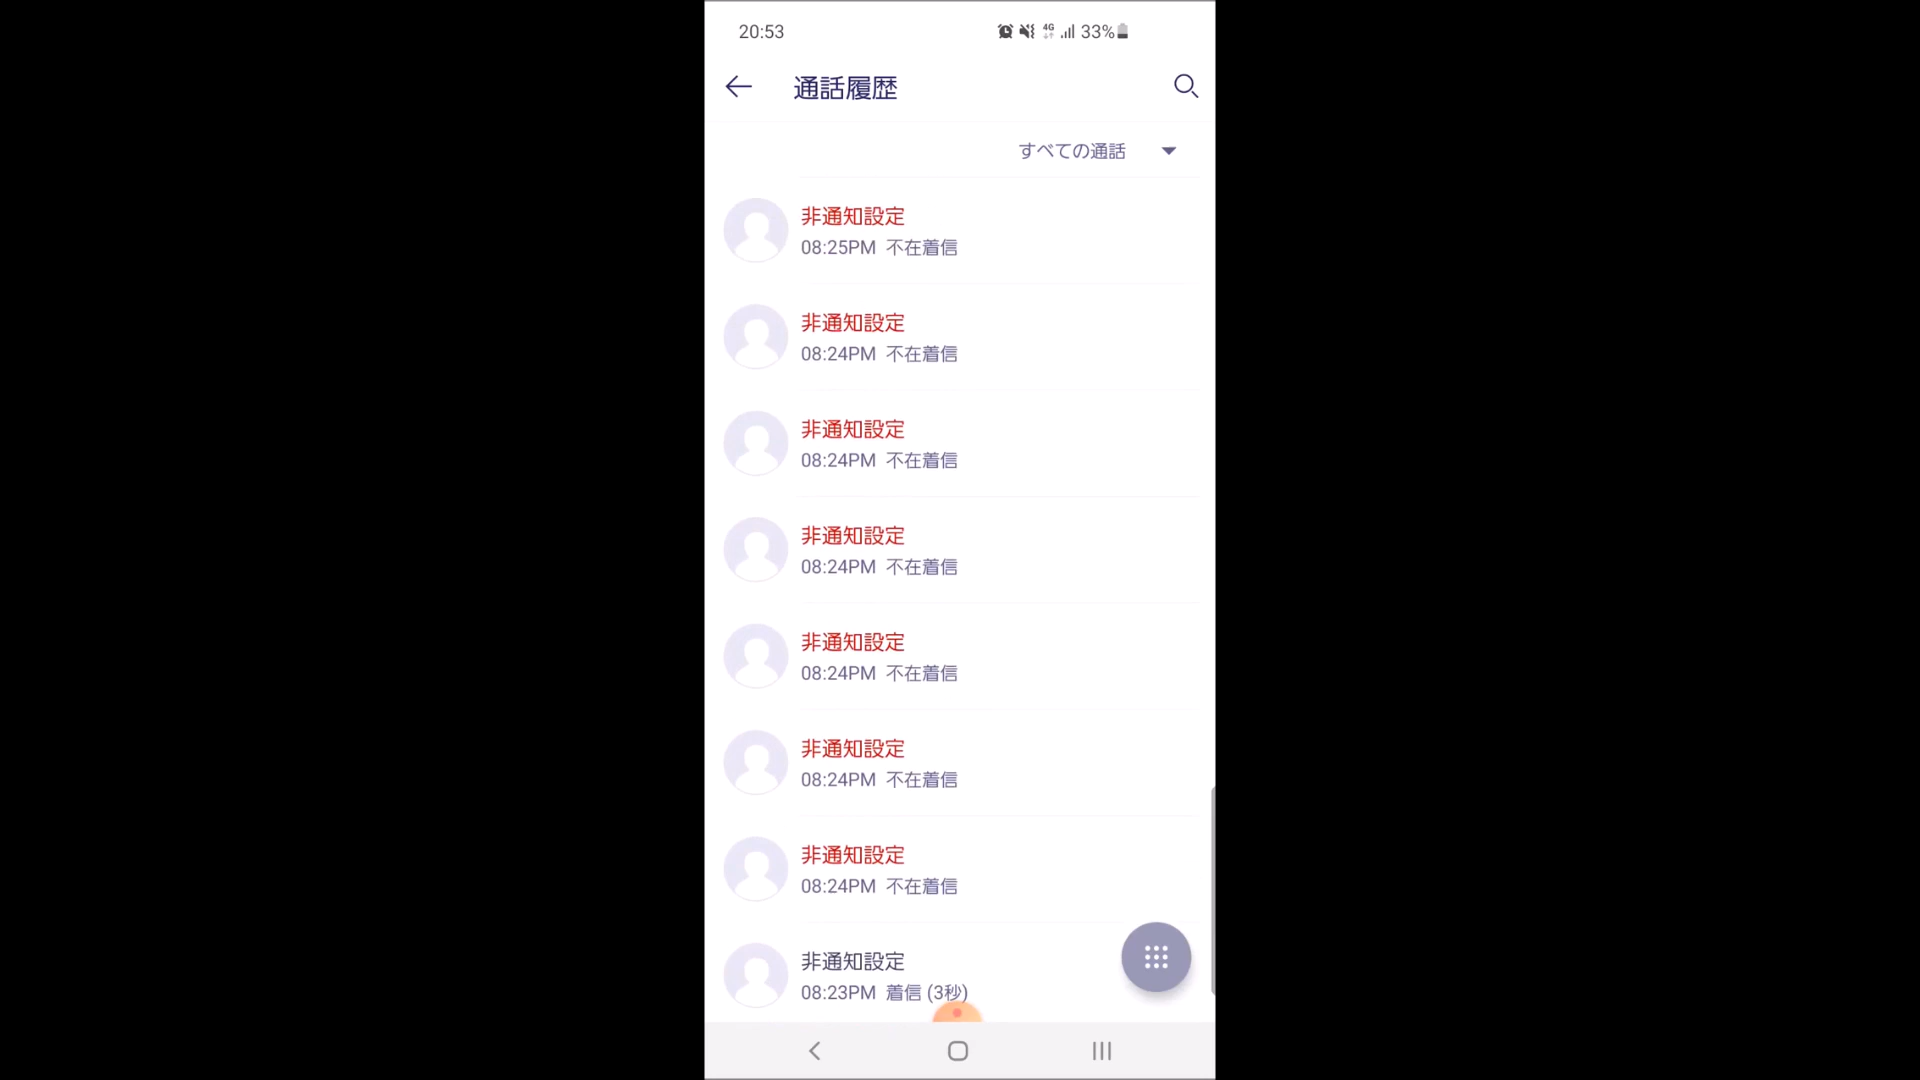 20:53
4G 33%
通話履歴
すべての通話
非通知設定
08:25PM 不在着信
非通知設定
08:24PM 不在着信
非通知設定
08:24PM 不在着信
非通知設定
08:24PM 不在着信
非通知設定
08:24PM 不在着信
非通知設定
08:24PM 不在着信
非通知設定
08:24PM 不在着信
非通知設定
08:23PM 着信 (3秒)